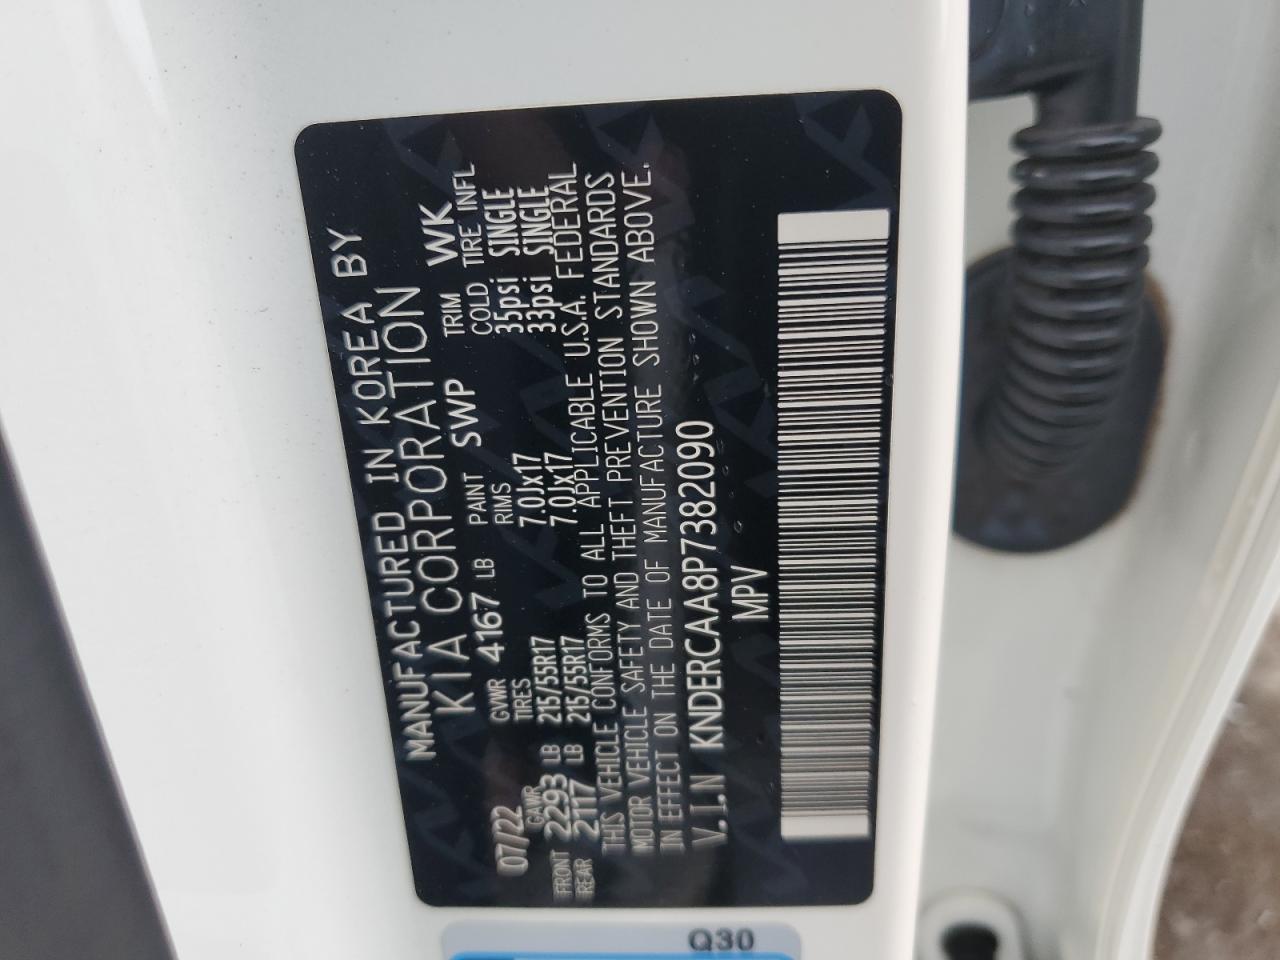 MANUFACTURED IN KOREA BY
KIA CORPORATION
07/22 GVWR 4167 LB PAINT SWP TRIM WK
GAWR TIRES RIMS COLD TIRE INFL
FRONT 2293 LB 215/55R17 7.0Jx17 35psi SINGLE
REAR 2117 LB 215/55R17 7.0Jx17 33psi SINGLE
THIS VEHICLE CONFORMS TO ALL APPLICABLE U.S.A. FEDERAL
MOTOR VEHICLE SAFETY AND THEFT PREVENTION STANDARDS
IN EFFECT ON THE DATE OF MANUFACTURE SHOWN ABOVE.
V.I.N KNDERCAA8P7382090
MPV
Q30